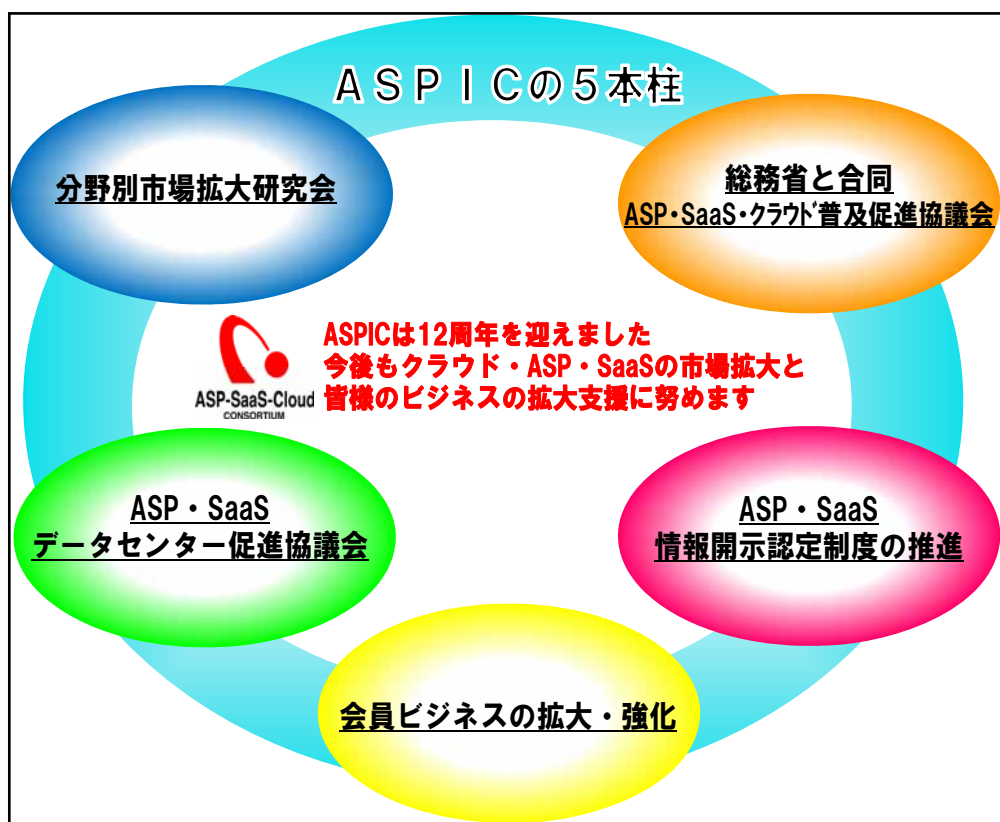 ASPICの5本柱
分野別市場拡大研究会
総務省と合同
ASP・SaaS・クラウド普及促進協議会
ASP-SaaS-Cloud
CONSORTIUM
ASPICは12周年を迎えました
今後もクラウド・ASP・SaaSの市場拡大と
皆様のビジネスの拡大支援に努めます
ASP・SaaS
データセンター促進協議会
ASP・SaaS
情報開示認定制度の推進
会員ビジネスの拡大・強化